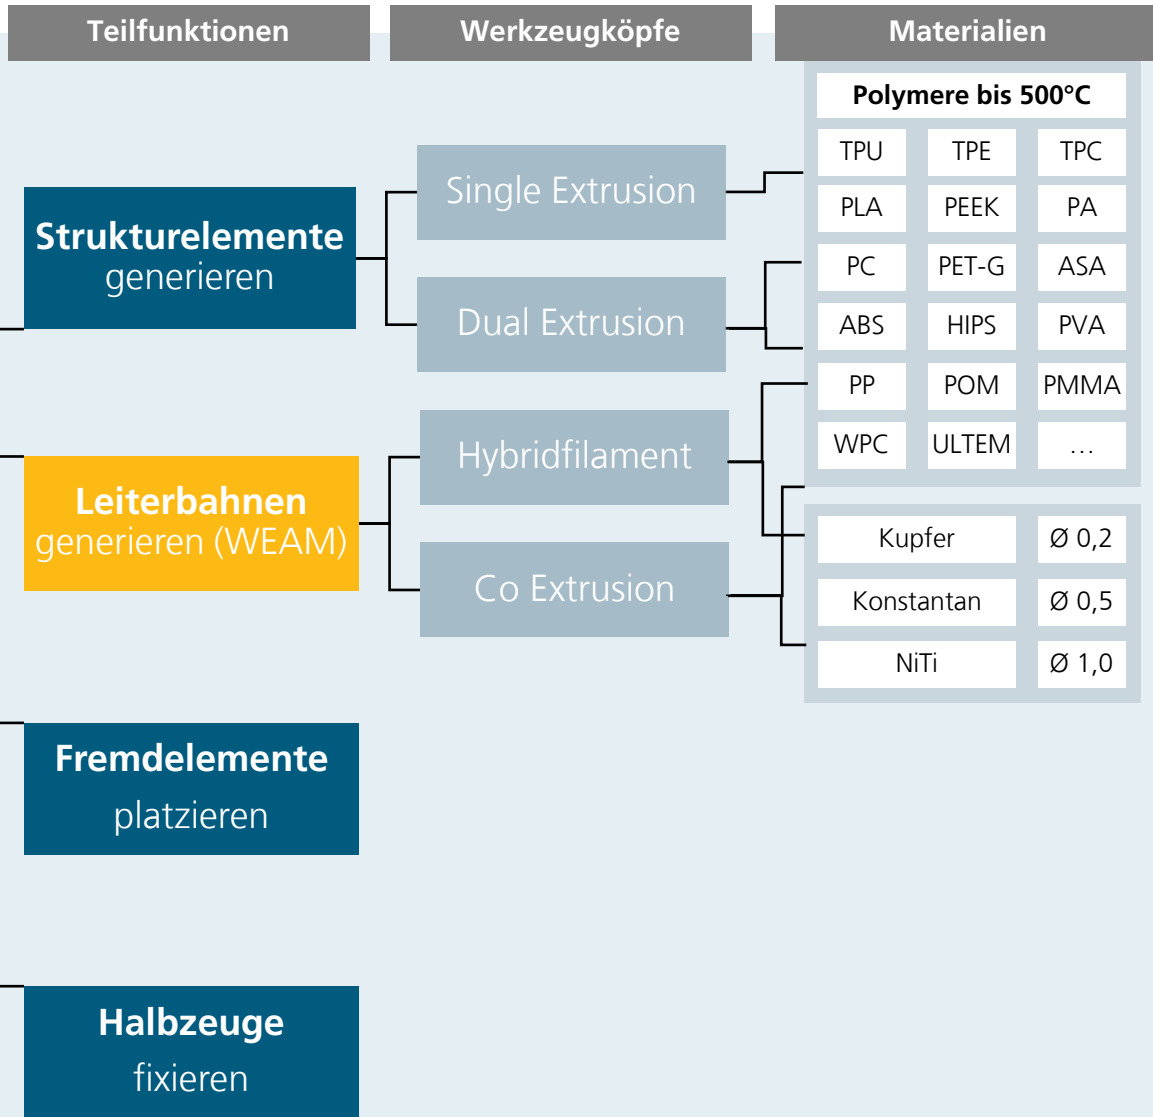 Teilfunktionen
Werkzeugköpfe
Materialien
Strukturelemente
generieren
Single Extrusion
Dual Extrusion
Polymere bis 500°C
TPU TPE TPC
PLA PEEK PA
PC PET-G ASA
ABS HIPS PVA
PP POM PMMA
WPC ULTEM ...
Leiterbahnen
generieren (WEAM)
Hybridfilament
Co Extrusion
Kupfer Ø 0,2
Konstantan Ø 0,5
NiTi Ø 1,0
Fremdelemente
platzieren
Halbzeuge
fixieren